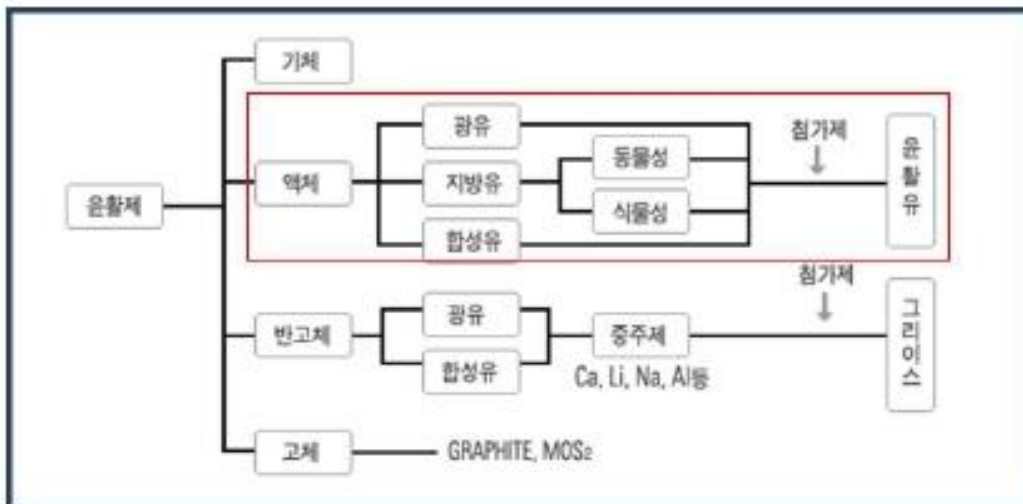 기체
광유
첨가제
동물성
윤활유
액체
지방유
윤활제
식물성
합성유
첨가제
광유
그리이스
반고체
중주제
합성유
Ca, Li, Na, Al등
고체
GRAPHITE, MOS₂